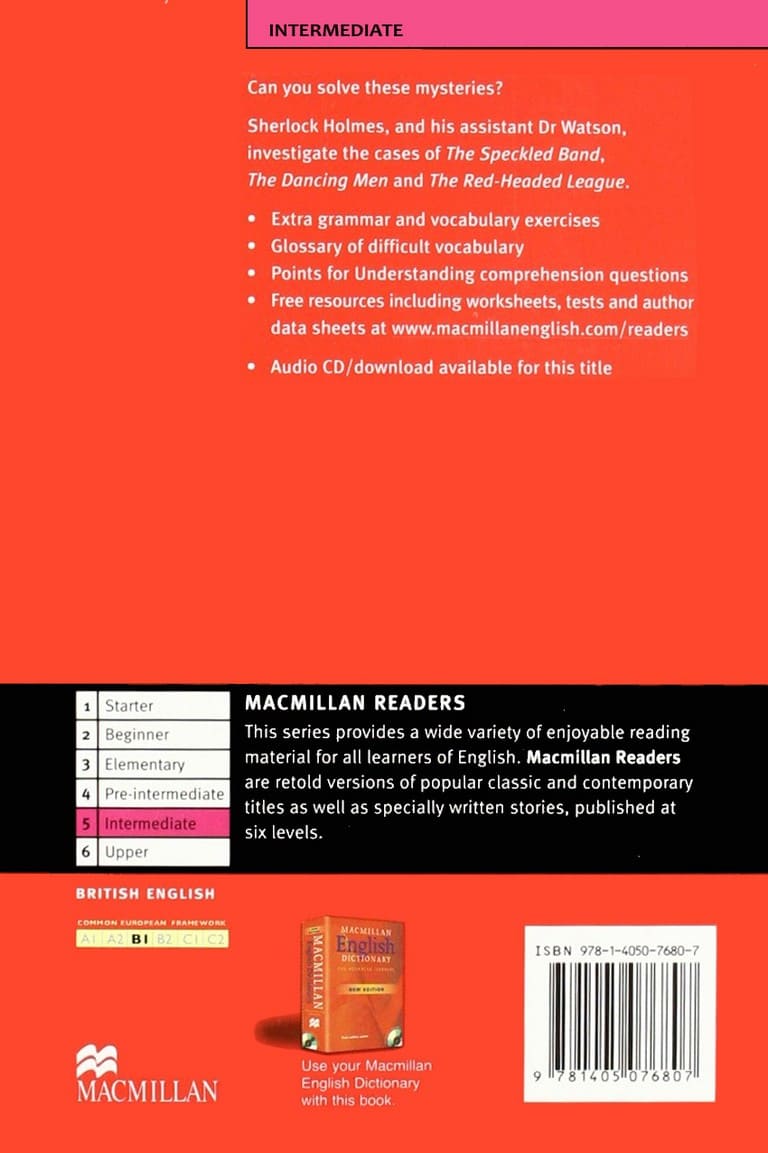 INTERMEDIATE
Can you solve these mysteries?
Sherlock Holmes, and his assistant Dr Watson,
investigate the cases of The Speckled Band,
The Dancing Men and The Red-Headed League.
• Extra grammar and vocabulary exercises
• Glossary of difficult vocabulary
• Points for Understanding comprehension questions
• Free resources including worksheets, tests and author
data sheets at www.macmillanenglish.com/readers
• Audio CD/download available for this title
1 Starter
2 Beginner
3 Elementary
4 Pre-intermediate
5 Intermediate
6 Upper
MACMILLAN READERS
This series provides a wide variety of enjoyable reading
material for all learners of English. Macmillan Readers
are retold versions of popular classic and contemporary
titles as well as specially written stories, published at
six levels.
BRITISH ENGLISH
COMMON EUROPEAN FRAMEWORK
A1 A2 B1 B2 C1 C2
MACMILLAN
MACMILLAN
English
DICTIONARY
FOR ADVANCED LEARNERS
NEW EDITION
Use your Macmillan
English Dictionary
with this book.
MACMILLAN
ISBN 978-1-4050-7680-7
9 781405 076807